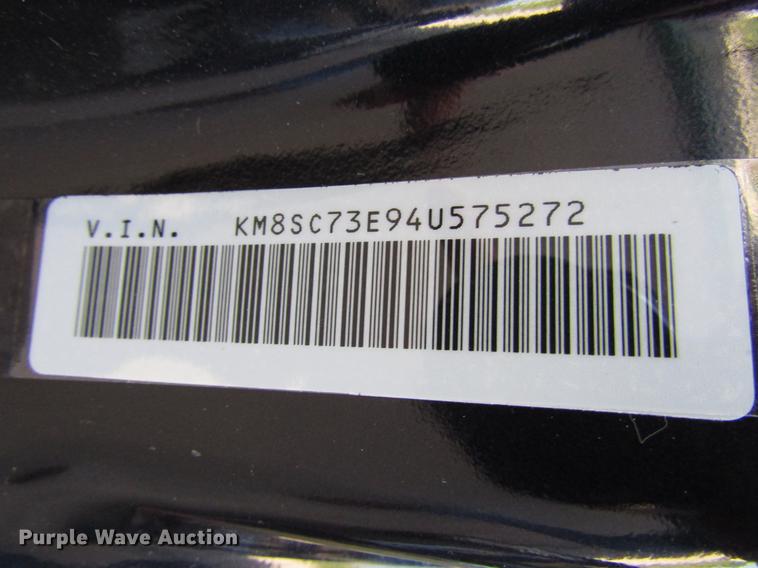 V.I.N. KM8SC73E94U575272
Purple Wave Auction